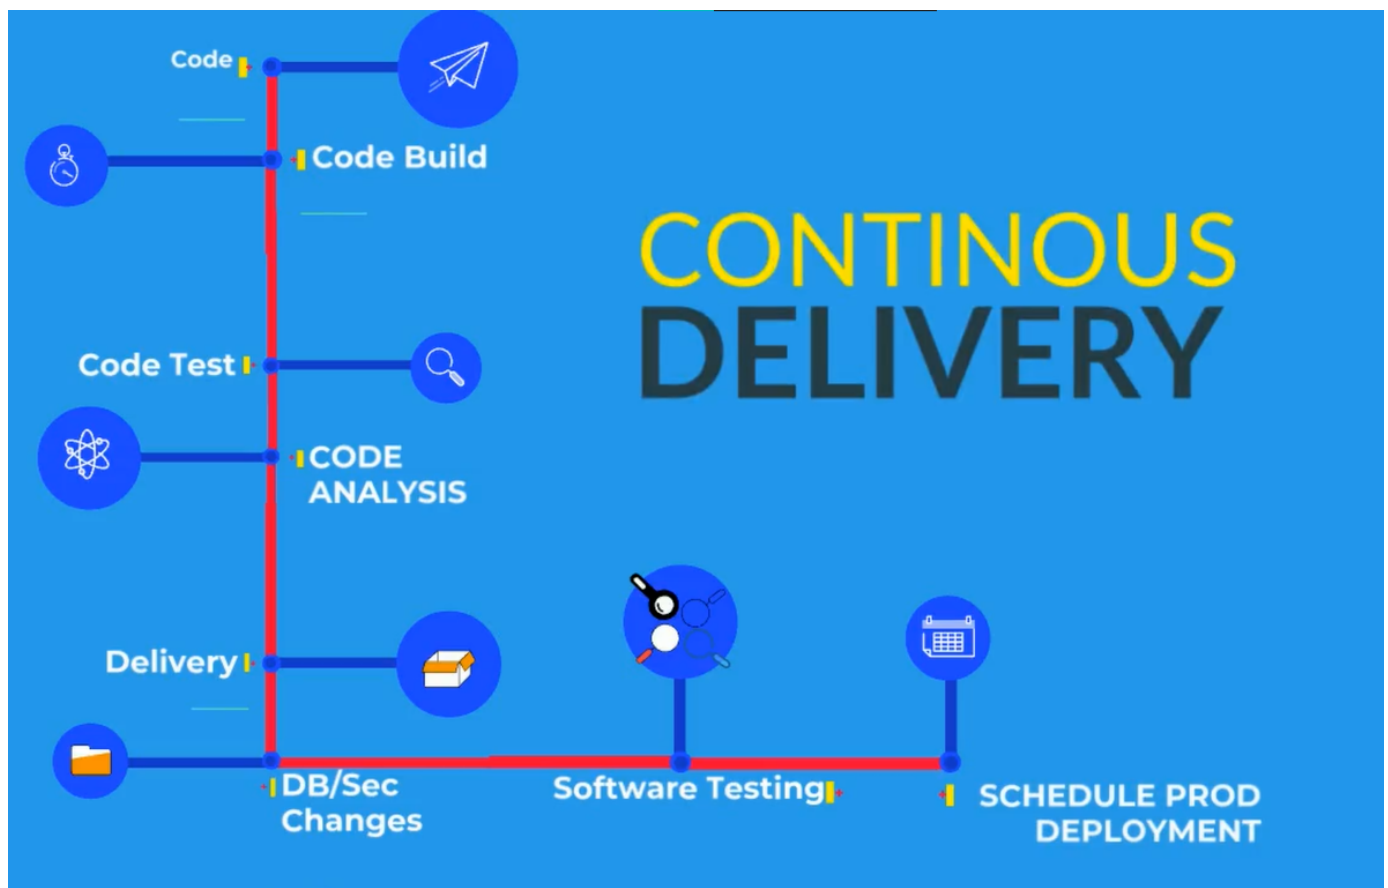 Code
Code Build
CONTINOUS
DELIVERY
Code Test
CODE
ANALYSIS
Delivery
DB/Sec
Changes
Software Testing
SCHEDULE PROD
DEPLOYMENT